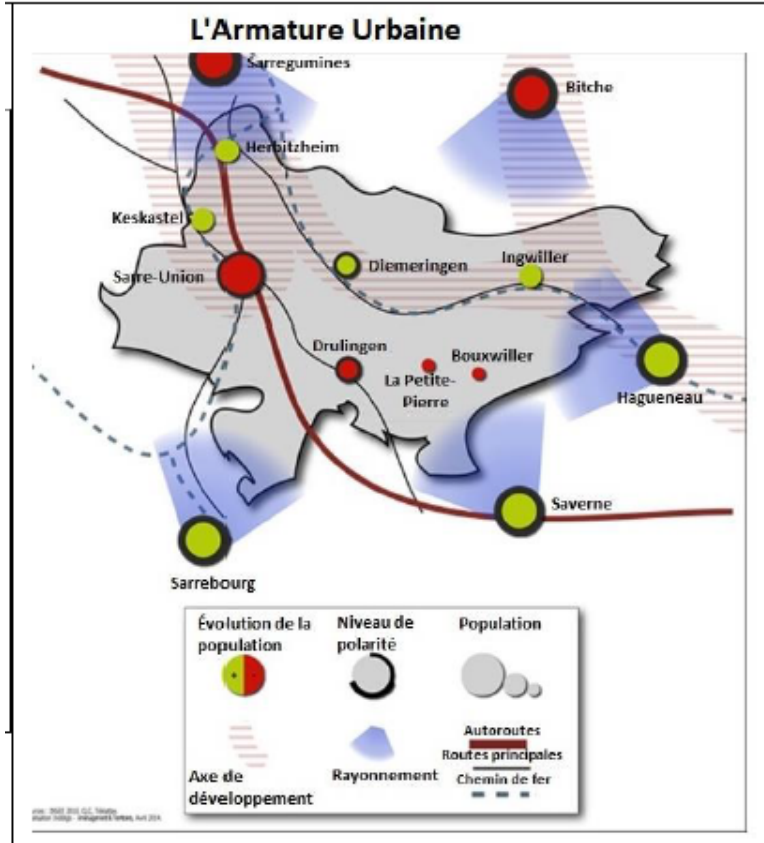 L'Armature Urbaine
Sarregumines
Bitche
Herbitzheim
Keskastel
Diemeringen
Ingwiller
Sarre-Union
Drulingen
Bouxwiller
La Petite-
Pierre
Hagueneau
Saverne
Sarrebourg
Évolution de la
population
Niveau de
polarité
Population
Axe de
développement
Rayonnement
Autoroutes
Routes principales
Chemin de fer